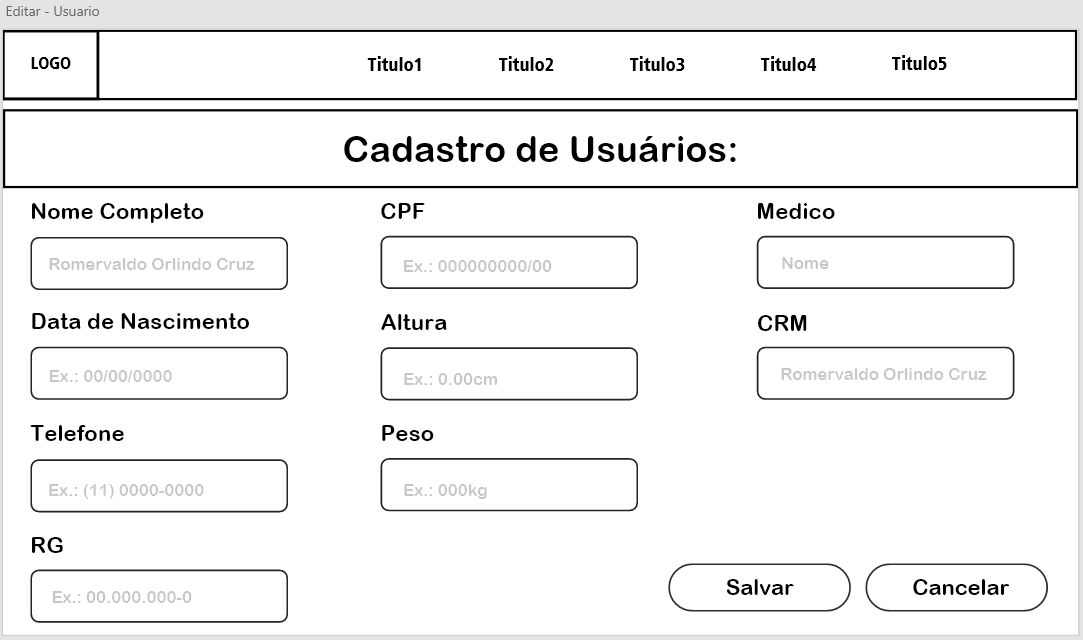 Editar - Usuario
LOGO
Titulo1
Titulo2
Titulo3
Titulo4
Titulo5
Cadastro de Usuários:
Nome Completo
Romervaldo Orlindo Cruz
Data de Nascimento
Ex.: 00/00/0000
Telefone
Ex.: (11) 0000-0000
RG
Ex.: 00.000.000-0
CPF
Ex.: 000000000/00
Altura
Ex.: 0.00cm
Peso
Ex.: 000kg
Medico
Nome
CRM
Romervaldo Orlindo Cruz
Salvar
Cancelar